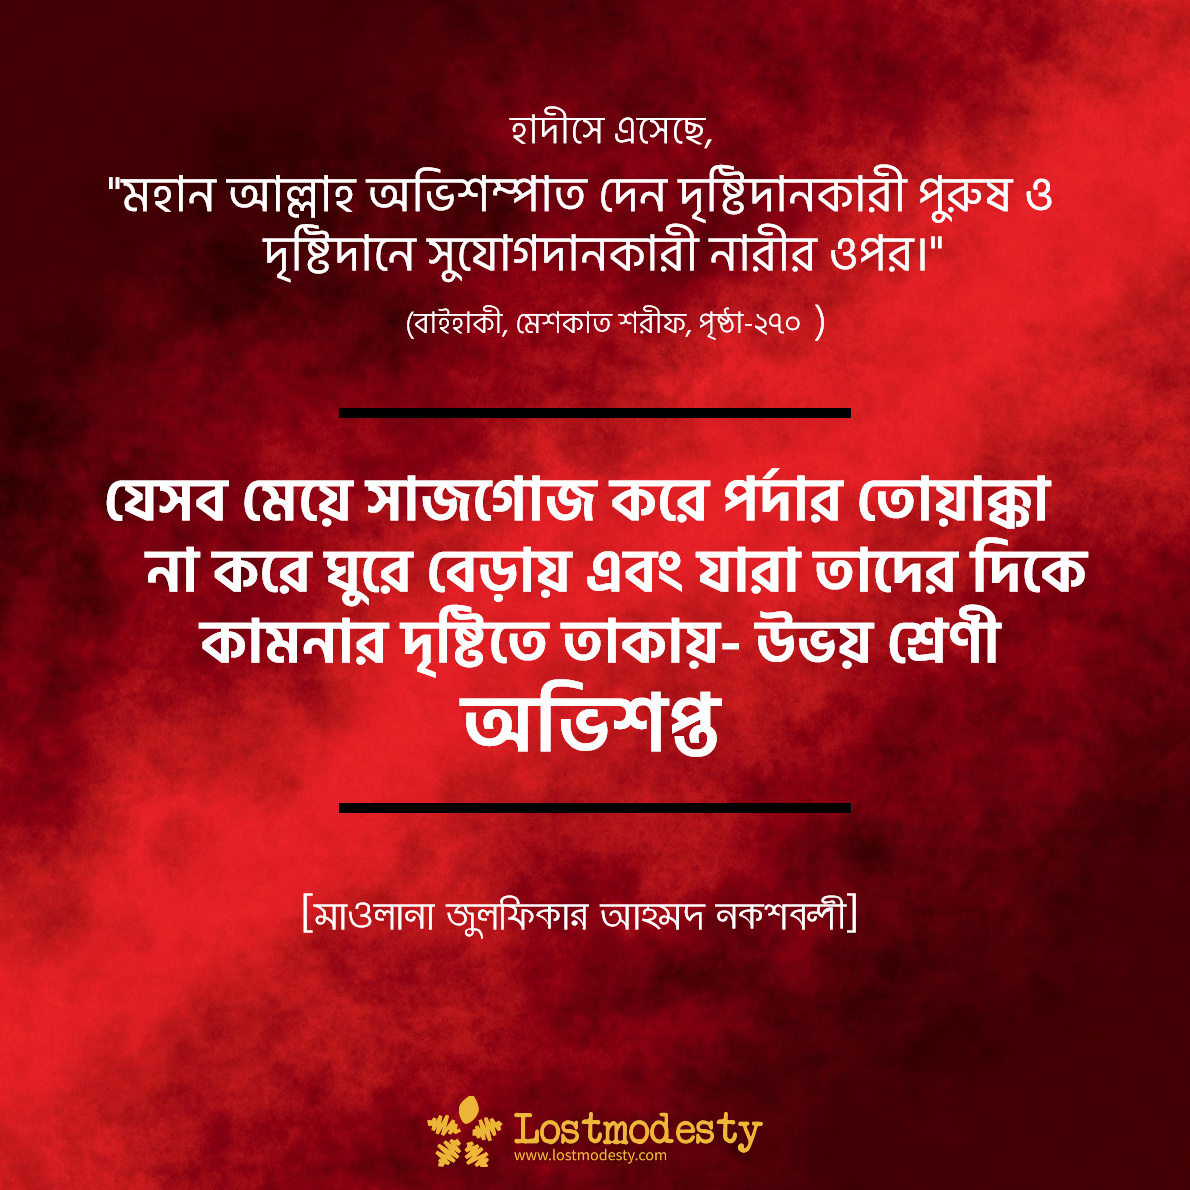 হাদীসে এসেছে,
"মহান আল্লাহ অভিশম্পাত দেন দৃষ্টিদানকারী পুরুষ ও
দৃষ্টিদানে সুযোগদানকারী নারীর ওপর।"
(বাইহাকী, মেশকাত শরীফ, পৃষ্ঠা-২৭০ )
যেসব মেয়ে সাজগোজ করে পর্দার তোয়াক্কা
না করে ঘুরে বেড়ায় এবং যারা তাদের দিকে
কামনার দৃষ্টিতে তাকায়- উভয় শ্রেণী
অভিশপ্ত
[মাওলানা জুলফিকার আহমদ নকশবন্দী]
Lostmodesty
www.lostmodesty.com